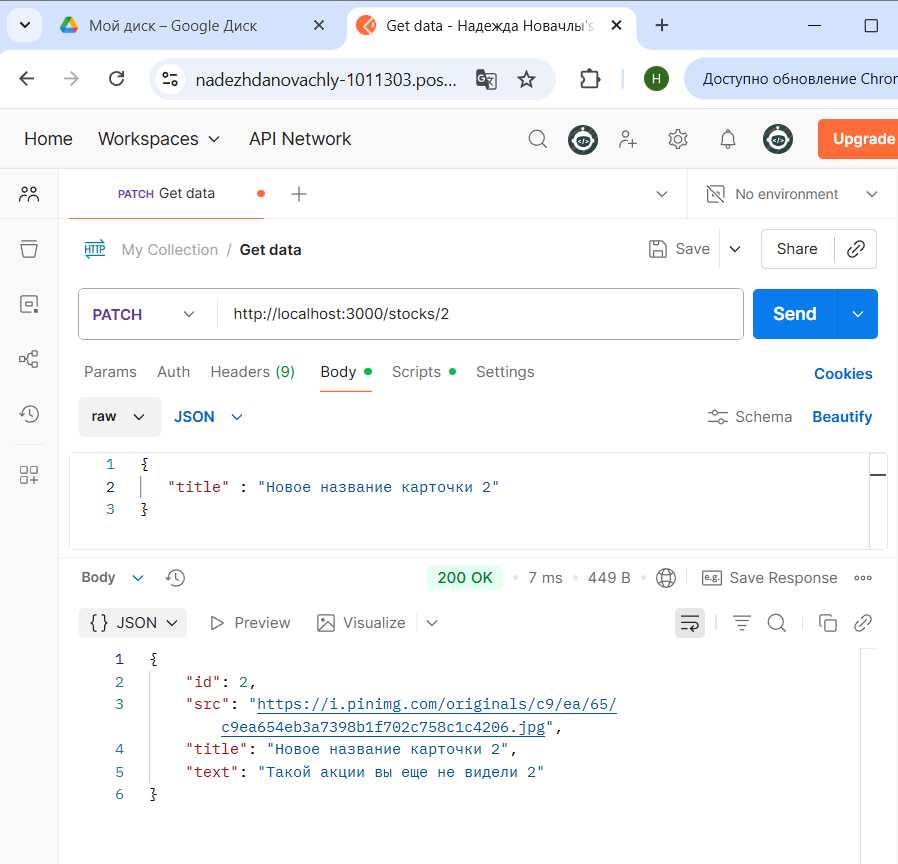 Мой диск – Google Диск
Get data - Надежда Новачлы's
nadezhdanovachly-1011303.pos...
Н
Доступно обновление Chro
Home Workspaces API Network
Upgrade
PATCH Get data
No environment
HTTP My Collection / Get data
Save
Share
PATCH
http://localhost:3000/stocks/2
Send
Params Auth Headers (9) Body Scripts Settings
Cookies
raw JSON
Schema Beautify
1 {
2 "title" : "Новое название карточки 2"
3 }
Body
200 OK • 7 ms • 449 B
e.g. Save Response
{} JSON Preview Visualize
1 {
2 "id": 2,
3 "src": "https://i.pinimg.com/originals/c9/ea/65/
c9ea654eb3a7398b1f702c758c1c4206.jpg",
4 "title": "Новое название карточки 2",
5 "text": "Такой акции вы еще не видели 2"
6 }